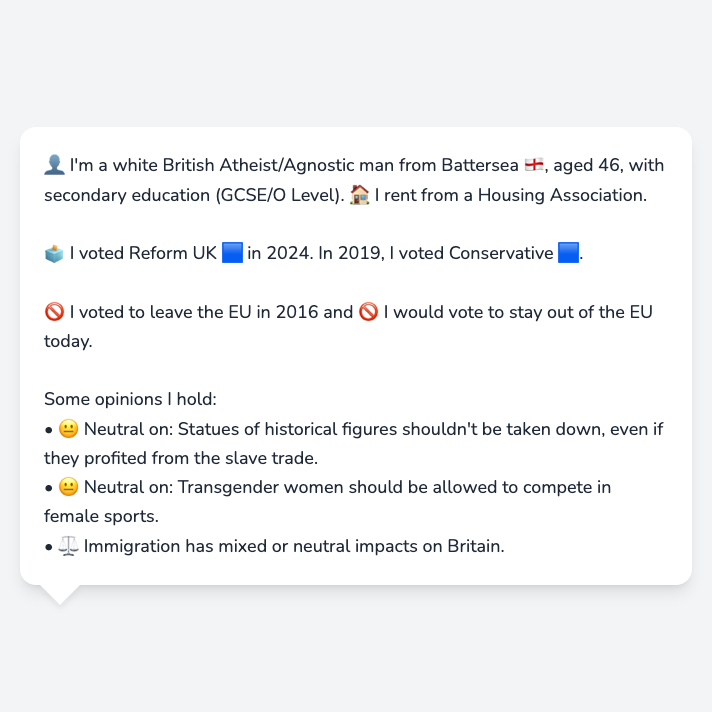 👤 I'm a white British Atheist/Agnostic man from Battersea 🏴󠁧󠁢󠁥󠁮󠁧󠁿, aged 46, with
secondary education (GCSE/O Level). 🏠 I rent from a Housing Association.
🗳️ I voted Reform UK 🟦 in 2024. In 2019, I voted Conservative 🟦.
🚫 I voted to leave the EU in 2016 and 🚫 I would vote to stay out of the EU
today.
Some opinions I hold:
• 😐 Neutral on: Statues of historical figures shouldn't be taken down, even if
they profited from the slave trade.
• 😐 Neutral on: Transgender women should be allowed to compete in
female sports.
• ⚖️ Immigration has mixed or neutral impacts on Britain.